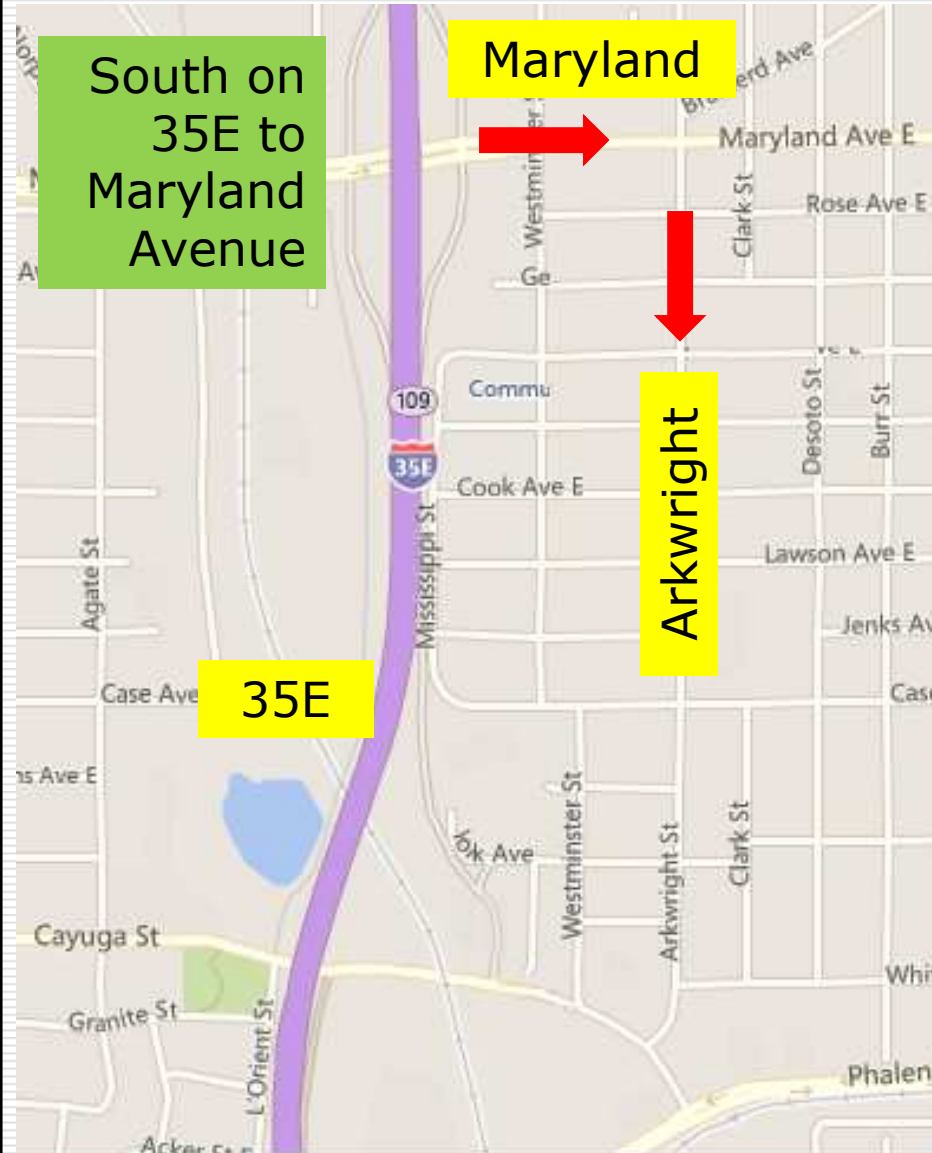 South on
35E to
Maryland
Avenue
Maryland
Maryland Ave E
Rose Ave E
Clark St
Commu
109
35E
Arkwright
Desoto St
Burr St
Cook Ave E
Mississippi St
Agate St
Lawson Ave E
35E
Case Ave
York Ave
Westminster St
Arkwright St
Clark St
Cayuga St
Granite St
L'Orient St
Phalen